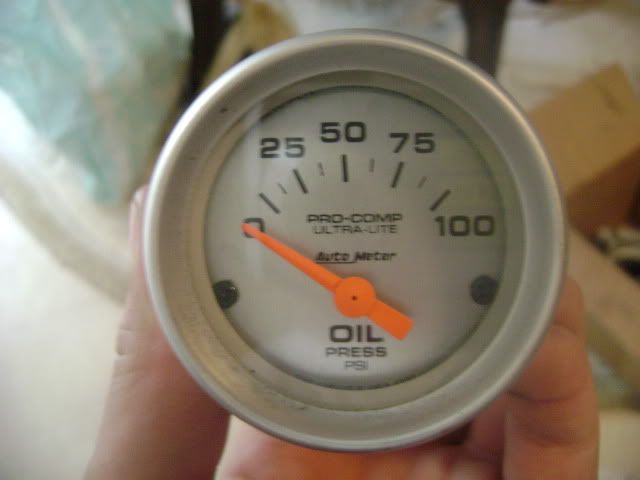 25 50 75
0 100
PRO-COMP
ULTRA-LITE
Auto Meter
OIL
PRESS
PSI